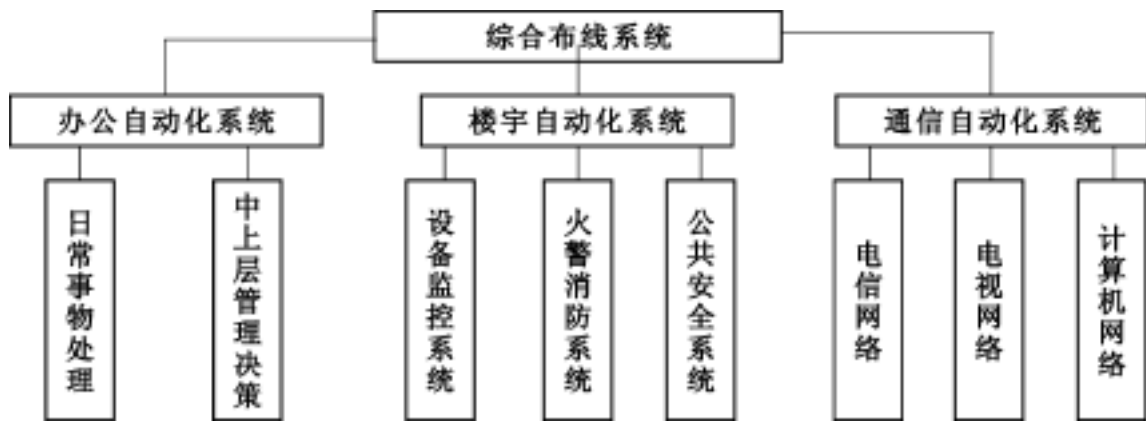 综合布线系统
办公自动化系统
楼宇自动化系统
通信自动化系统
日常事物处理
中上层管理决策
设备监控系统
火警消防系统
公共安全系统
电信网络
电视网络
计算机网络